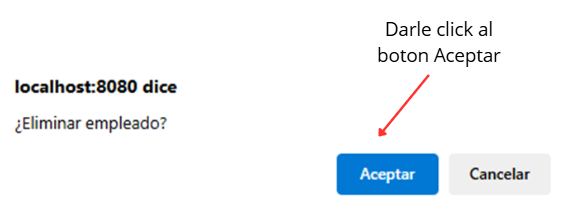 Darle click al
boton Aceptar
localhost:8080 dice
¿Eliminar empleado?
Aceptar
Cancelar